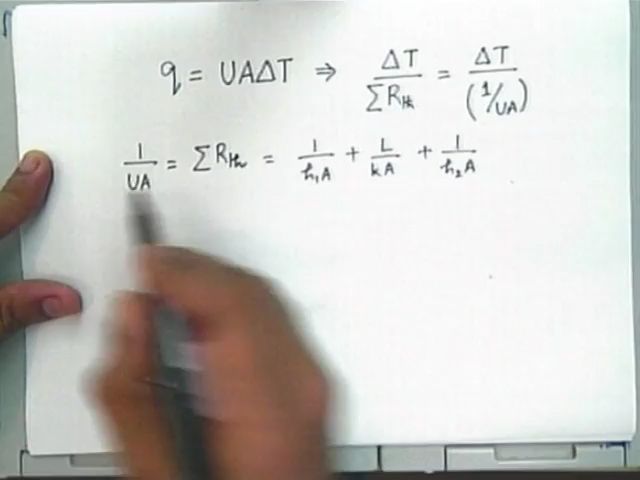 q = UAΔT ⇒ ΔT/ΣR_th = ΔT/(1/UA)
1/UA = ΣR_th = 1/h₁A + L/kA + 1/h₂A